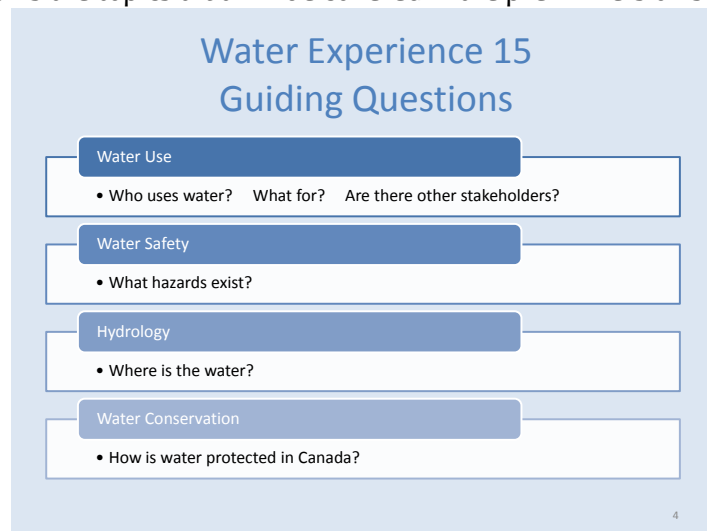 Water Experience 15
Guiding Questions
Water Use
• Who uses water? What for? Are there other stakeholders?
Water Safety
• What hazards exist?
Hydrology
• Where is the water?
Water Conservation
• How is water protected in Canada?
4